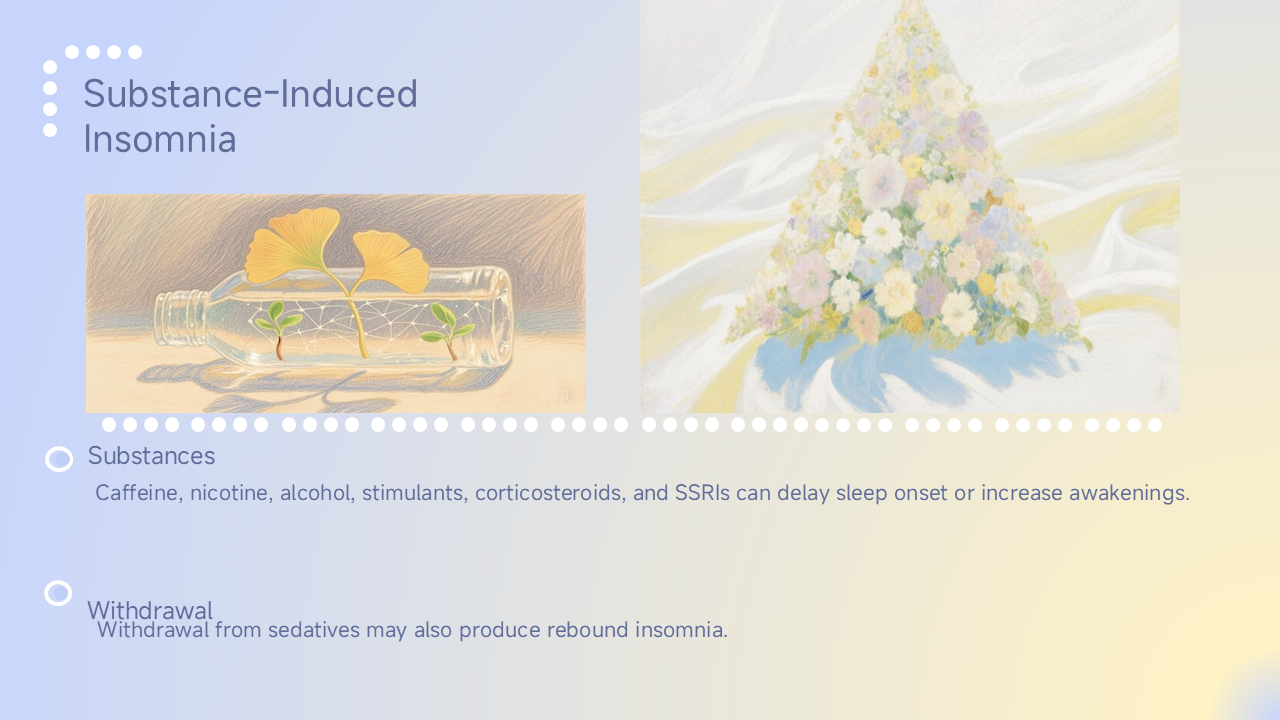 Substance-Induced
Insomnia
Substances
Caffeine, nicotine, alcohol, stimulants, corticosteroids, and SSRIs can delay sleep onset or increase awakenings.
Withdrawal
Withdrawal from sedatives may also produce rebound insomnia.